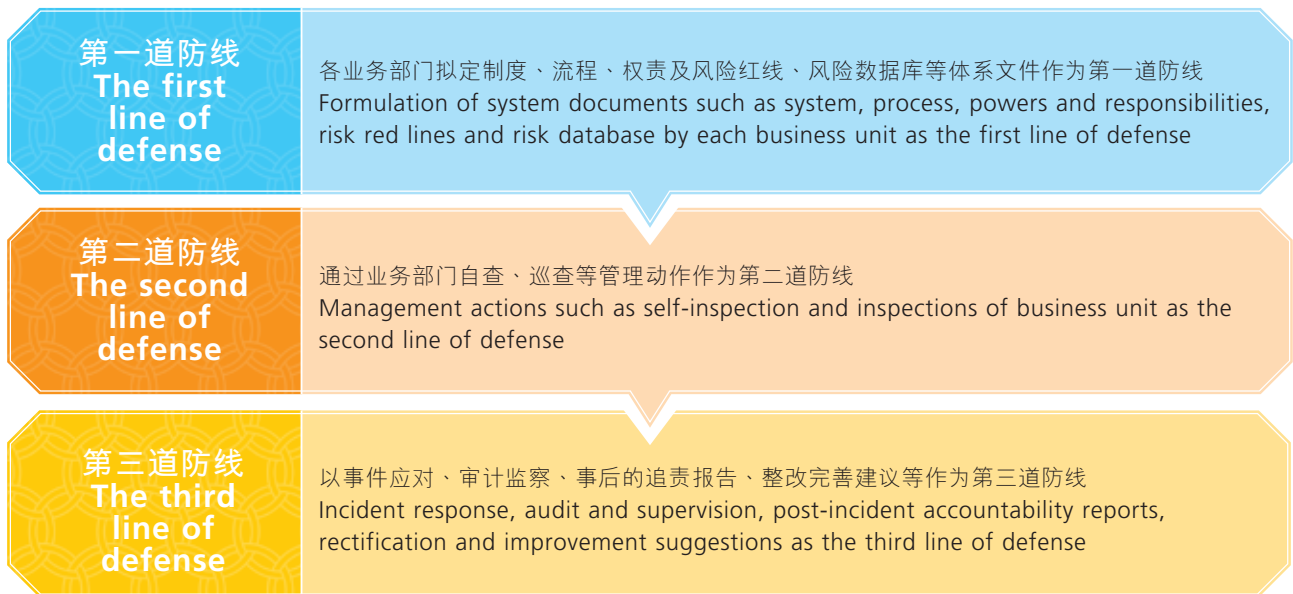 第一道防线
The first
line of
defense
各业务部门拟定制度、流程、权责及风险红线、风险数据库等体系文件作为第一道防线
Formulation of system documents such as system, process, powers and responsibilities,
risk red lines and risk database by each business unit as the first line of defense
第二道防线
The second
line of
defense
通过业务部门自查、巡查等管理动作作为第二道防线
Management actions such as self-inspection and inspections of business unit as the
second line of defense
第三道防线
The third
line of
defense
以事件应对、审计监察、事后的追责报告、整改完善建议等作为第三道防线
Incident response, audit and supervision, post-incident accountability reports,
rectification and improvement suggestions as the third line of defense